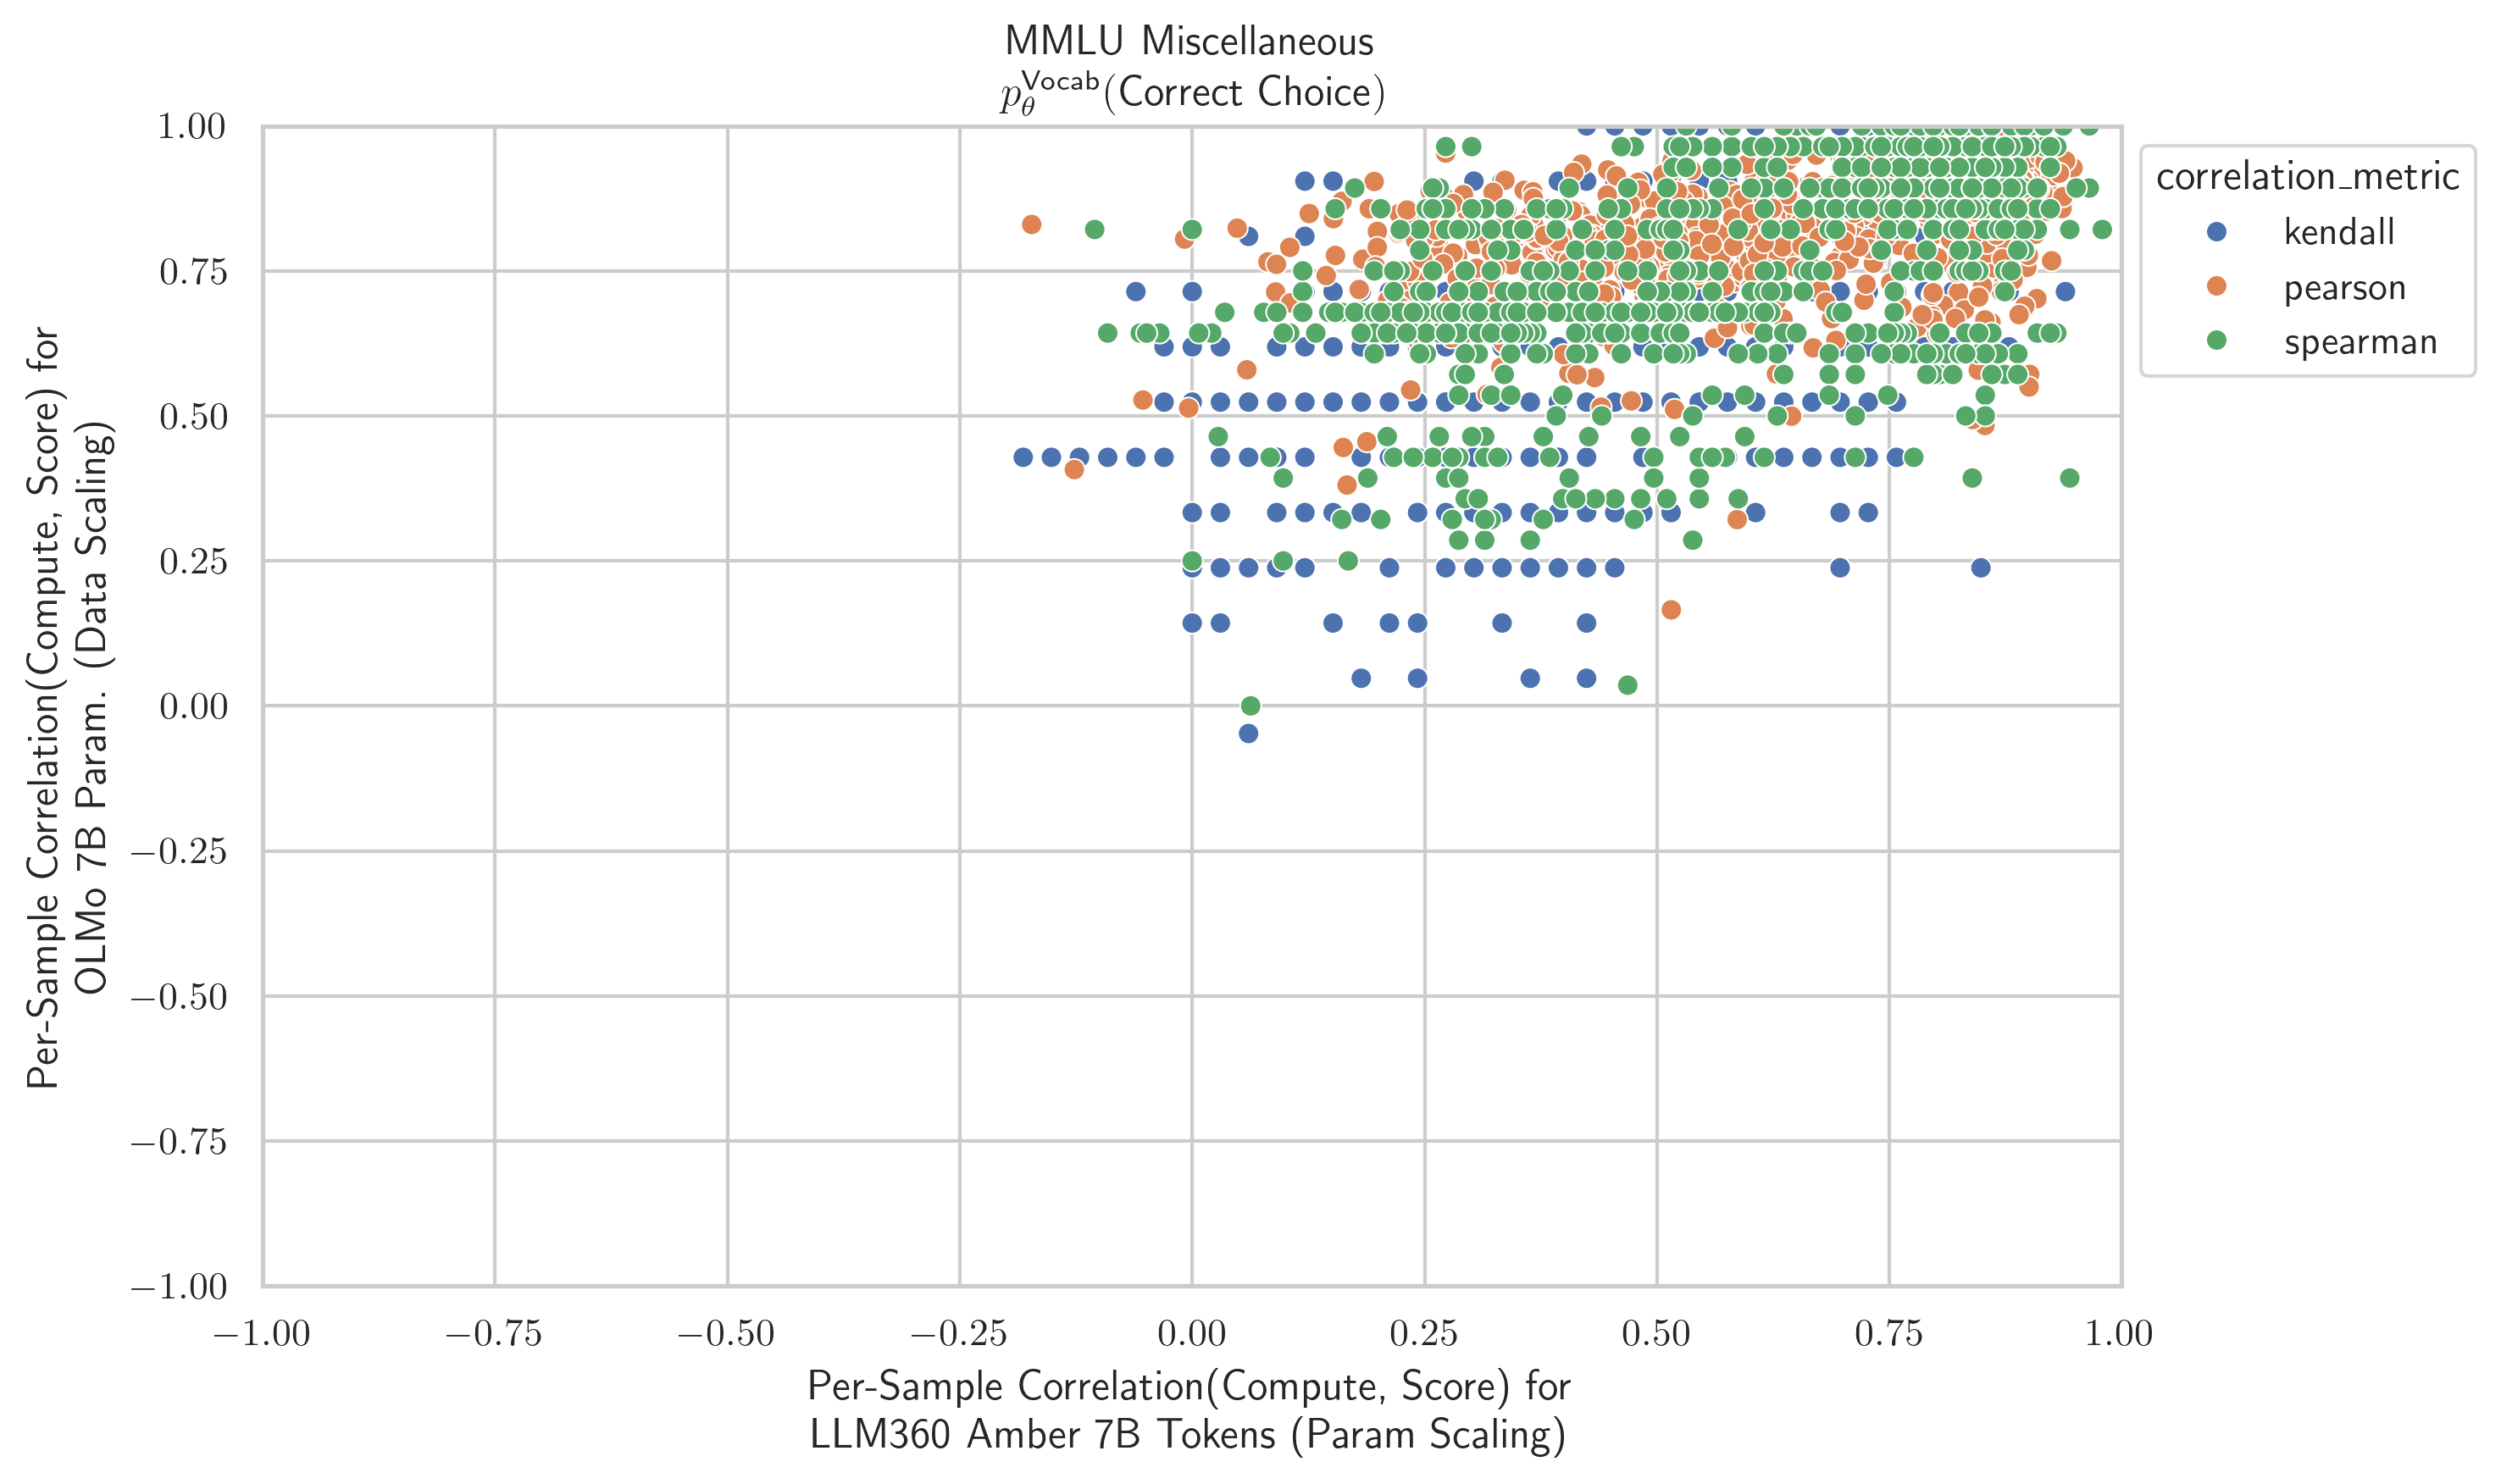 MMLU Miscellaneous
p_θ^Vocab(Correct Choice)
1.00
0.75
0.50
0.25
0.00
−0.25
−0.50
−0.75
−1.00
Per-Sample Correlation(Compute, Score) for
OLMo 7B Param. (Data Scaling)
−1.00
−0.75
−0.50
−0.25
0.00
0.25
0.50
0.75
1.00
Per-Sample Correlation(Compute, Score) for
LLM360 Amber 7B Tokens (Param Scaling)
correlation_metric
kendall
pearson
spearman